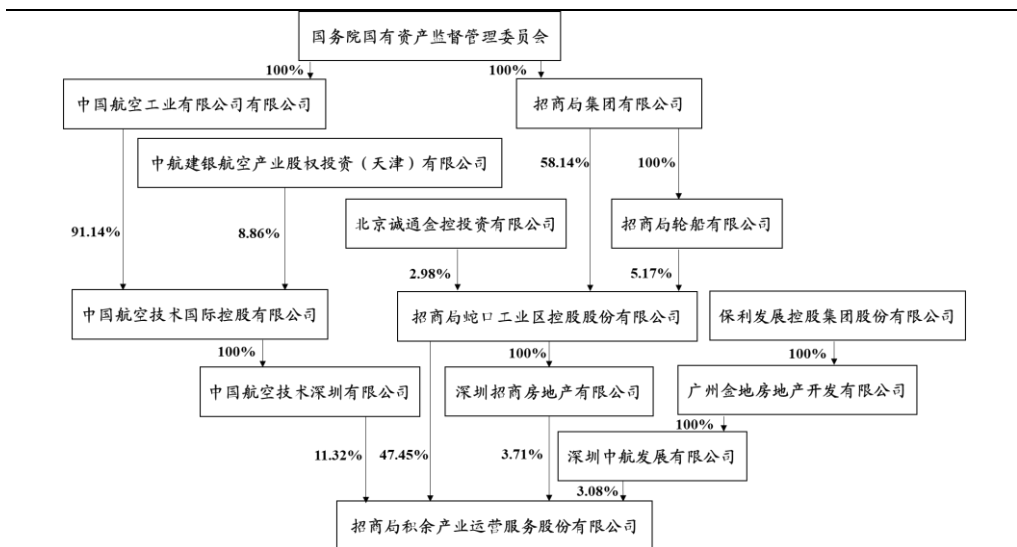 国务院国有资产监督管理委员会
100%
100%
中国航空工业有限公司有限公司
招商局集团有限公司
中航建银航空产业股权投资（天津）有限公司
58.14%
100%
91.14%
8.86%
北京诚通金控投资有限公司
招商局轮船有限公司
2.98%
5.17%
中国航空技术国际控股有限公司
招商局蛇口工业区控股股份有限公司
保利发展控股集团股份有限公司
100%
100%
100%
中国航空技术深圳有限公司
深圳招商房地产有限公司
广州金地房地产开发有限公司
100%
11.32%
47.45%
3.71%
深圳中航发展有限公司
3.08%
招商局积余产业运营服务股份有限公司